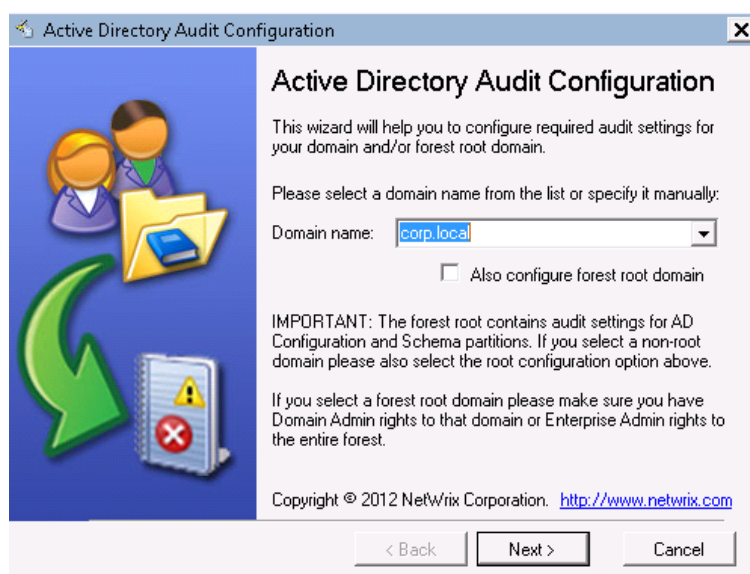 Active Directory Audit Configuration
Active Directory Audit Configuration
This wizard will help you to configure required audit settings for
your domain and/or forest root domain.
Please select a domain name from the list or specify it manually:
Domain name: corp.local
Also configure forest root domain
IMPORTANT: The forest root contains audit settings for AD
Configuration and Schema partitions. If you select a non-root
domain please also select the root configuration option above.
If you select a forest root domain please make sure you have
Domain Admin rights to that domain or Enterprise Admin rights to
the entire forest.
Copyright © 2012 NetWrix Corporation. http://www.netwrix.com
< Back Next > Cancel